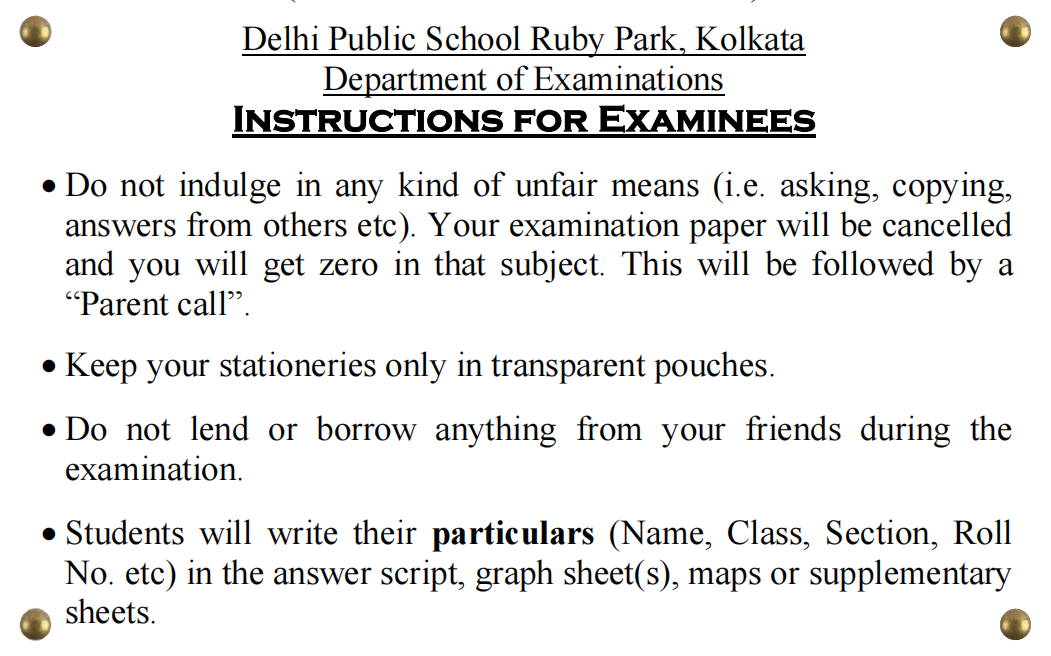 Delhi Public School Ruby Park, Kolkata
Department of Examinations
INSTRUCTIONS FOR EXAMINEES
• Do not indulge in any kind of unfair means (i.e. asking, copying,
answers from others etc). Your examination paper will be cancelled
and you will get zero in that subject. This will be followed by a
“Parent call”.
• Keep your stationeries only in transparent pouches.
• Do not lend or borrow anything from your friends during the
examination.
• Students will write their particulars (Name, Class, Section, Roll
No. etc) in the answer script, graph sheet(s), maps or supplementary
sheets.